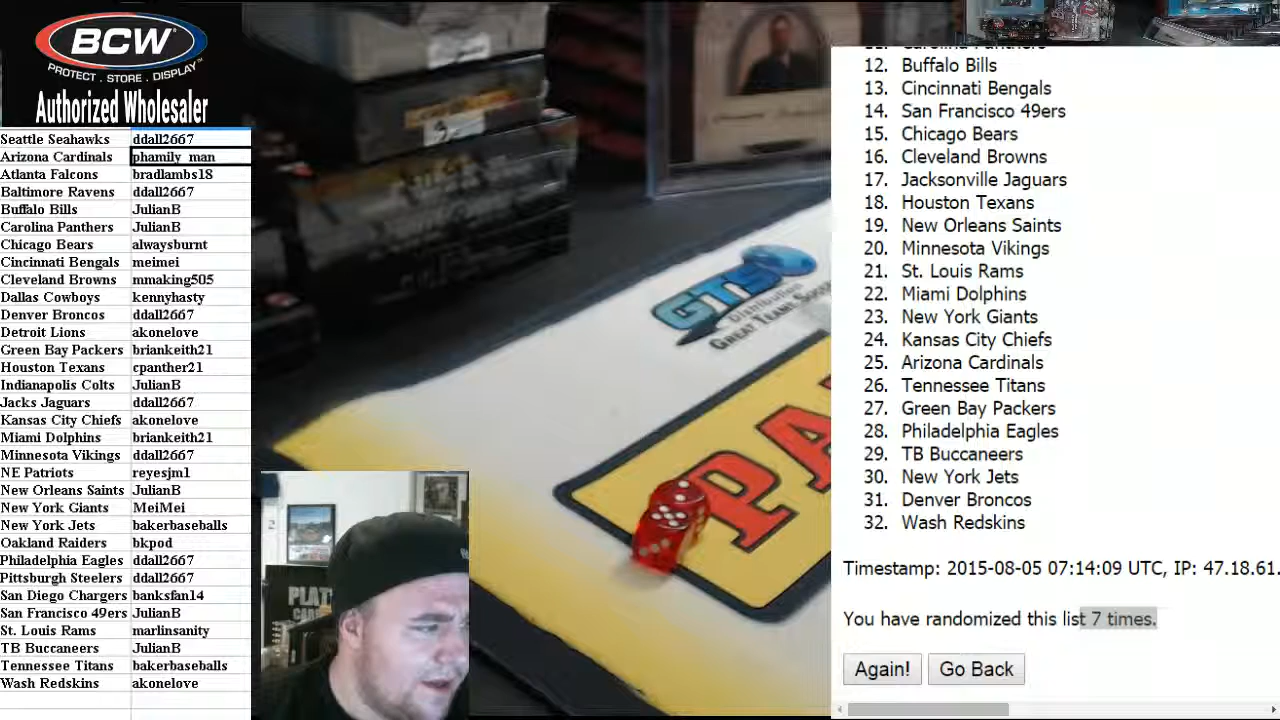 BCW
PROTECT . STORE . DISPLAY
Authorized Wholesaler
Seattle Seahawks ddall2667
Arizona Cardinals phamily_man
Atlanta Falcons bradlambs18
Baltimore Ravens ddall2667
Buffalo Bills JulianB
Carolina Panthers JulianB
Chicago Bears alwaysburnt
Cincinnati Bengals meimei
Cleveland Browns mmaking505
Dallas Cowboys kennyhasty
Denver Broncos ddall2667
Detroit Lions akonelove
Green Bay Packers briankeith21
Houston Texans cpanther21
Indianapolis Colts JulianB
Jacks Jaguars ddall2667
Kansas City Chiefs akonelove
Miami Dolphins briankeith21
Minnesota Vikings ddall2667
NE Patriots reyesjm1
New Orleans Saints JulianB
New York Giants MeiMei
New York Jets bakerbaseballs
Oakland Raiders bkpod
Philadelphia Eagles ddall2667
Pittsburgh Steelers ddall2667
San Diego Chargers banksfan14
San Francisco 49ers JulianB
St. Louis Rams marlinsanity
TB Buccaneers JulianB
Tennessee Titans bakerbaseballs
Wash Redskins akonelove
GTS
Distribution
GREAT TEAM
PA
11. Carolina Panthers
12. Buffalo Bills
13. Cincinnati Bengals
14. San Francisco 49ers
15. Chicago Bears
16. Cleveland Browns
17. Jacksonville Jaguars
18. Houston Texans
19. New Orleans Saints
20. Minnesota Vikings
21. St. Louis Rams
22. Miami Dolphins
23. New York Giants
24. Kansas City Chiefs
25. Arizona Cardinals
26. Tennessee Titans
27. Green Bay Packers
28. Philadelphia Eagles
29. TB Buccaneers
30. New York Jets
31. Denver Broncos
32. Wash Redskins
Timestamp: 2015-08-05 07:14:09 UTC, IP: 47.18.61.
You have randomized this list 7 times.
Again! Go Back